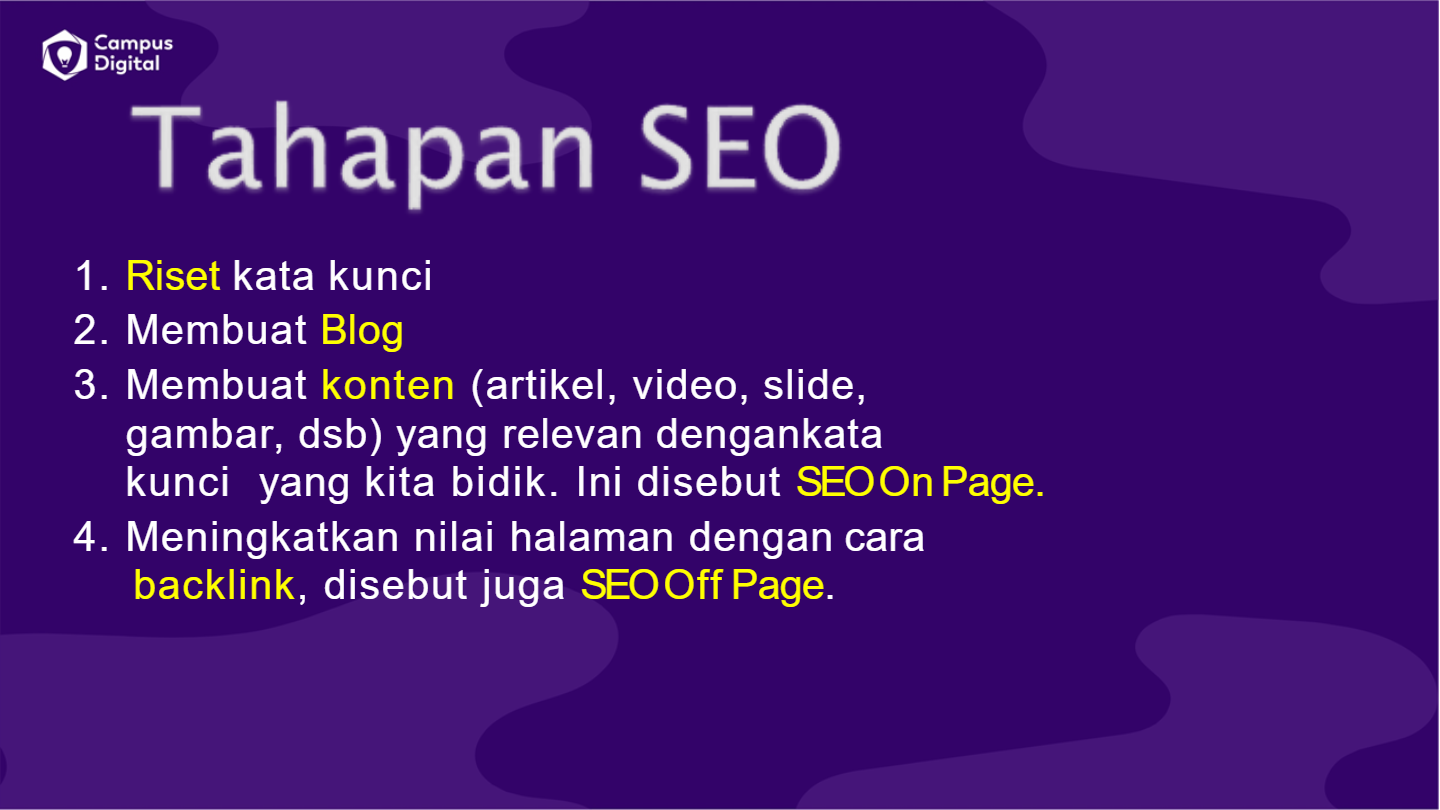 Campus
Digital
Tahapan SEO
1. Riset kata kunci
2. Membuat Blog
3. Membuat konten (artikel, video, slide,
gambar, dsb) yang relevan dengankata
kunci yang kita bidik. Ini disebut SEO On Page.
4. Meningkatkan nilai halaman dengan cara
backlink, disebut juga SEO Off Page.